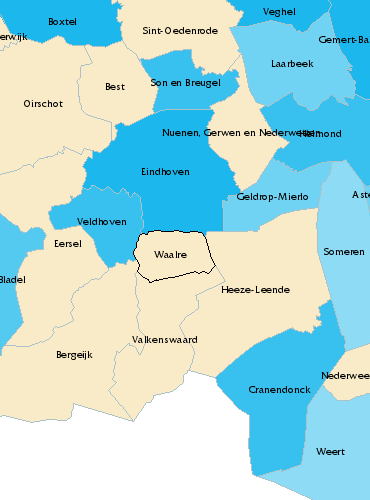 Veghel
Boxtel
Sint-Oedenrode
erwijk
Gemert-Ba
Laarbeek
Son en Breugel
Best
Oirschot
Nuenen, Gerwen en Nederwetten
Helmond
Eindhoven
Geldrop-Mierlo
Aste
Veldhoven
Eersel
Waalre
Someren
Bladel
Heeze-Leende
Valkenswaard
Bergeijk
Nederwee
Cranendonck
Weert